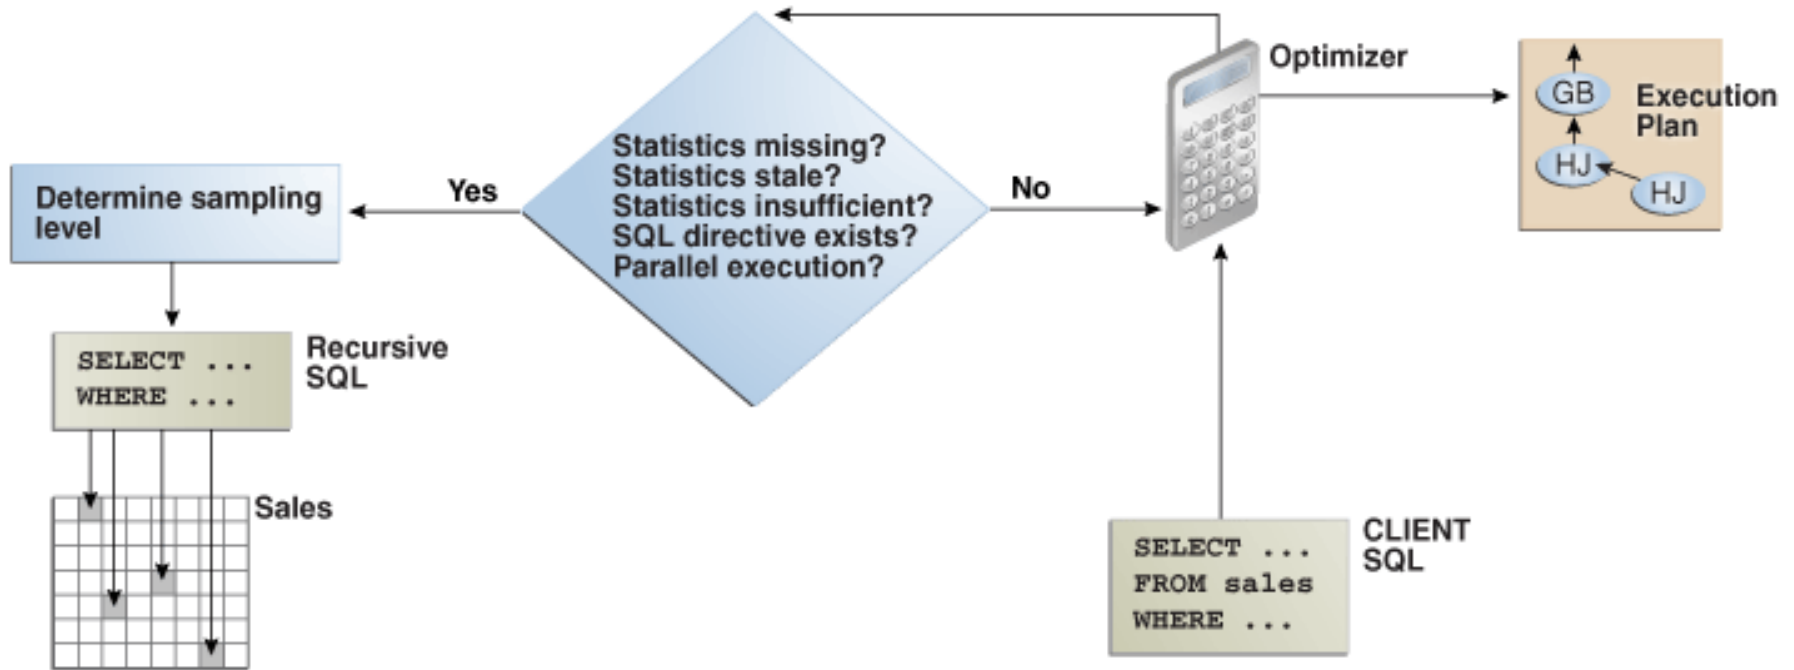 Optimizer
GB
HJ
HJ
Execution
Plan
Statistics missing?
Statistics stale?
Statistics insufficient?
SQL directive exists?
Parallel execution?
Yes
No
Determine sampling
level
SELECT ...
WHERE ...
Recursive
SQL
Sales
SELECT ...
FROM sales
WHERE ...
CLIENT
SQL